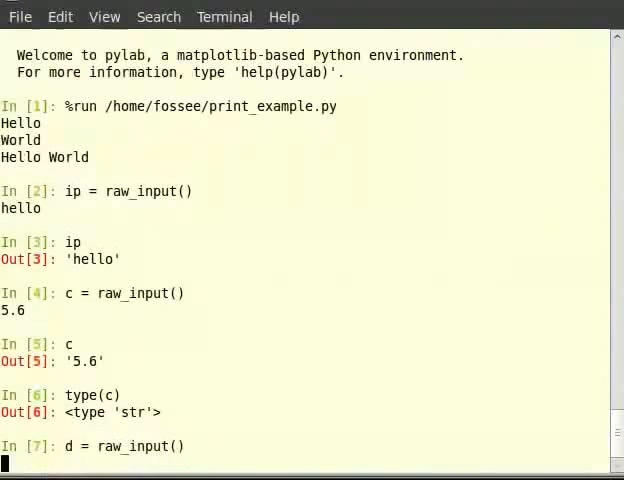 File Edit View Search Terminal Help
Welcome to pylab, a matplotlib-based Python environment.
For more information, type 'help(pylab)'.
In [1]: %run /home/fossee/print_example.py
Hello
World
Hello World
In [2]: ip = raw_input()
hello
In [3]: ip
Out[3]: 'hello'
In [4]: c = raw_input()
5.6
In [5]: c
Out[5]: '5.6'
In [6]: type(c)
Out[6]: <type 'str'>
In [7]: d = raw_input()